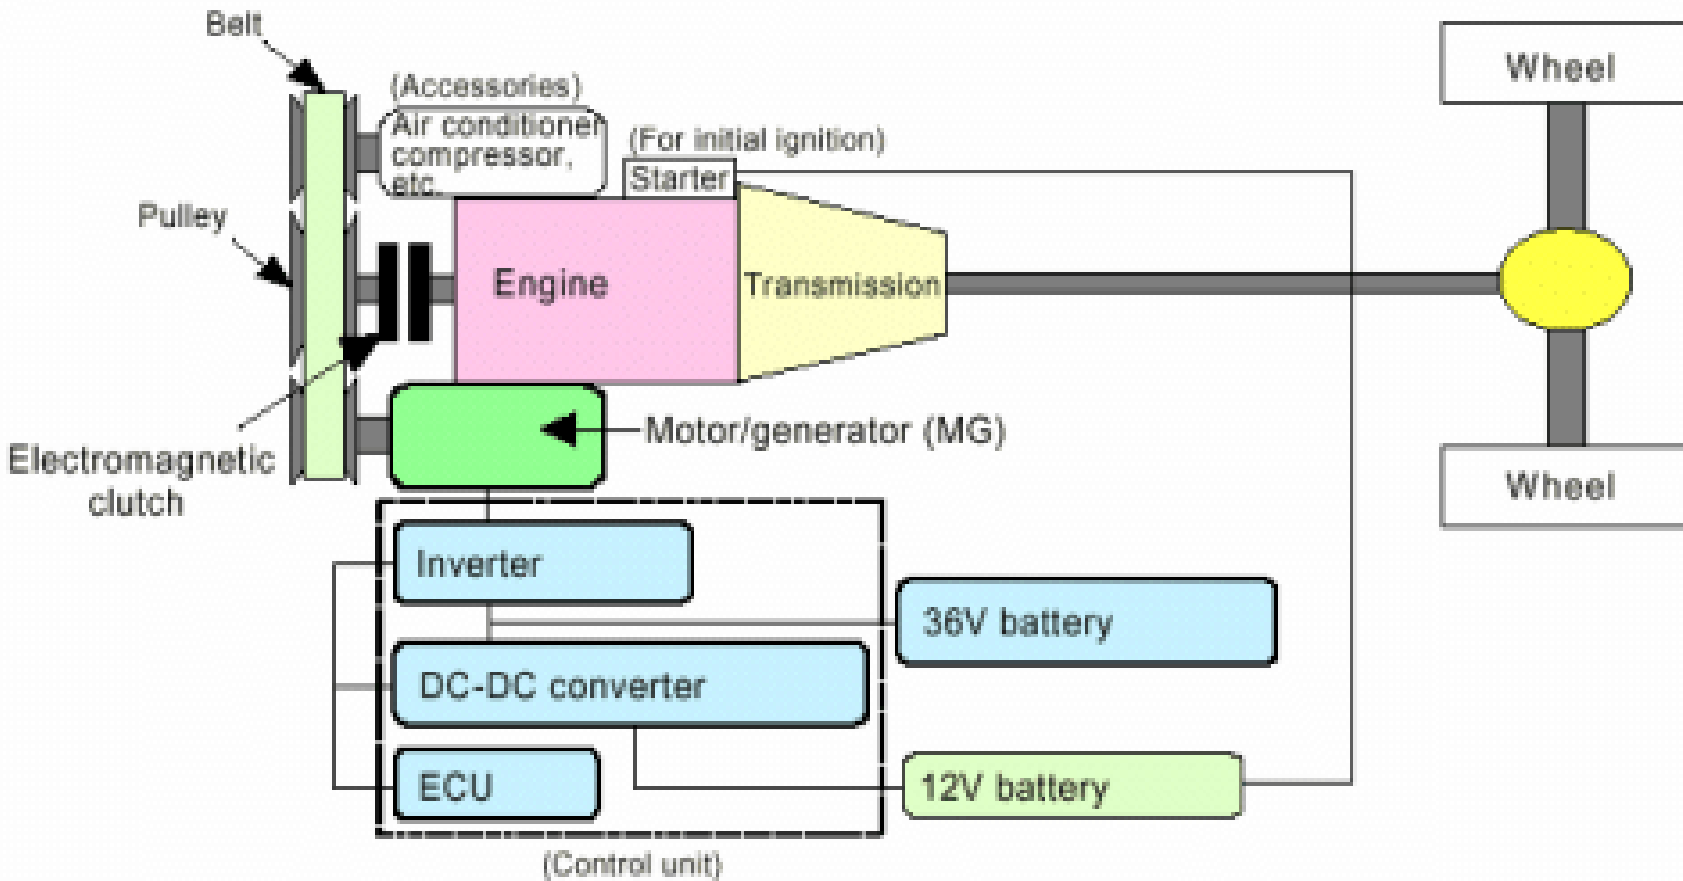 Belt
(Accessories)
Air conditioner
compressor,
etc.
(For initial ignition)
Starter
Wheel
Pulley
Engine
Transmission
Electromagnetic
clutch
Motor/generator (MG)
Wheel
Inverter
36V battery
DC-DC converter
ECU
12V battery
(Control unit)